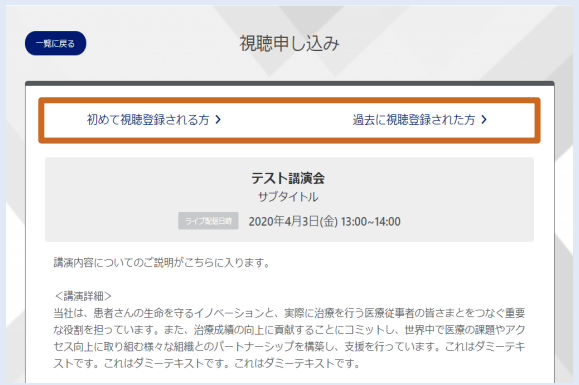 一覧に戻る
視聴申し込み
初めて視聴登録される方
過去に視聴登録された方
テスト講演会
サブタイトル
ライブ配信日時 2020年4月3日(金) 13:00~14:00
講演内容についてのご説明がこちらに入ります。
＜講演詳細＞
当社は、患者さんの生命を守るイノベーションと、実際に治療を行う医療従事者の皆さまとをつなぐ重要
な役割を担っています。また、治療成績の向上に貢献することにコミットし、世界中で医療の課題やアク
セス向上に取り組む様々な組織とのパートナーシップを構築し、支援を行っています。これはダミーテキ
ストです。これはダミーテキストです。これはダミーテキストです。